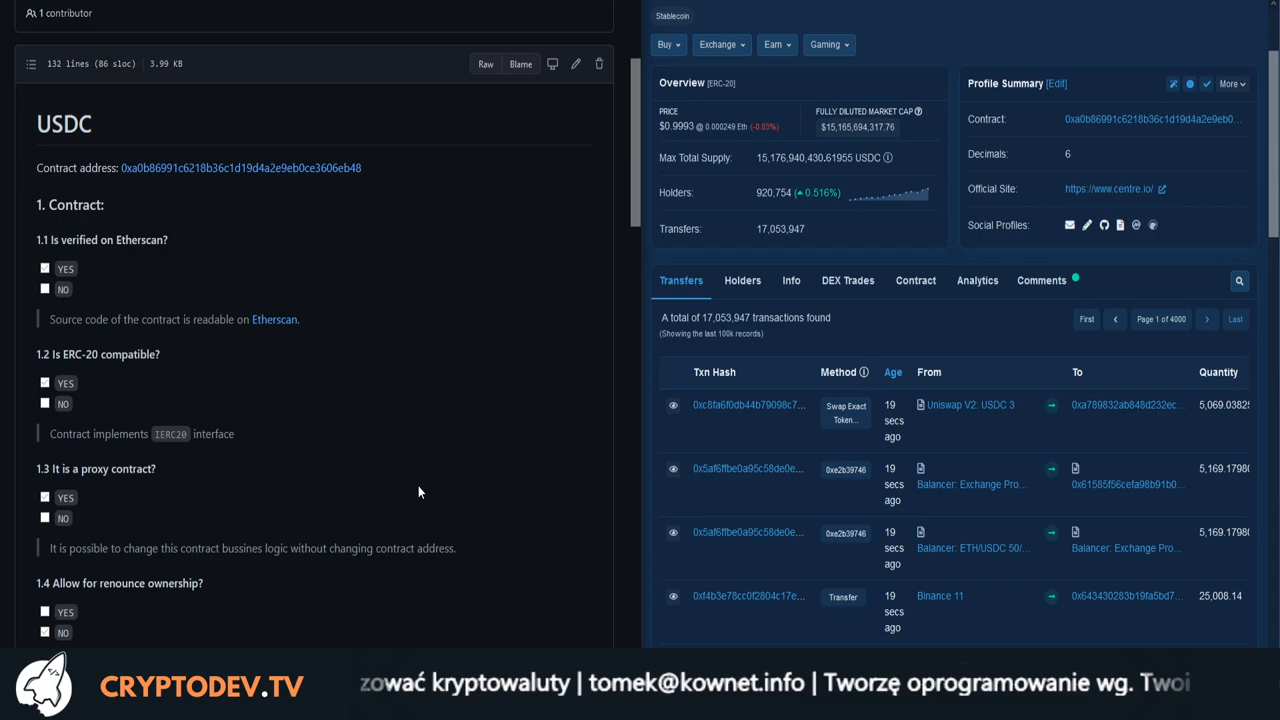 1 contributor
132 lines (86 sloc) 3.99 KB
Raw Blame
USDC
Contract address: 0xa0b86991c6218b36c1d19d4a2e9eb0ce3606eb48
1. Contract:
1.1 Is verified on Etherscan?
YES
NO
Source code of the contract is readable on Etherscan.
1.2 Is ERC-20 compatible?
YES
NO
Contract implements IERC20 interface
1.3 It is a proxy contract?
YES
NO
It is possible to change this contract bussines logic without changing contract address.
1.4 Allow for renounce ownership?
YES
NO
Stablecoin
Buy Exchange Earn Gaming
Overview [ERC-20]
PRICE
$0.9993 @ 0.000249 Eth (-0.03%)
FULLY DILUTED MARKET CAP
$15,165,694,317.76
Max Total Supply: 15,176,940,430.61955 USDC
Holders: 920,754 (0.516%)
Transfers: 17,053,947
Profile Summary [Edit] More
Contract: 0xa0b86991c6218b36c1d19d4a2e9eb0...
Decimals: 6
Official Site: https://www.centre.io/
Social Profiles:
Transfers Holders Info DEX Trades Contract Analytics Comments
A total of 17,053,947 transactions found
(Showing the last 100k records)
First Page 1 of 4000 Last
Txn Hash Method Age From To Quantity
0xc8fa6f0db44b79098c7... Swap Exact Token... 19 secs ago Uniswap V2: USDC 3 0xa789832ab848d232ec... 5,069.0382
0x5af6ffbe0a95c58de0e... 0xe2b39746 19 secs ago Balancer: Exchange Pro... 0x61585f56cefa98b91b0... 5,169.1798
0x5af6ffbe0a95c58de0e... 0xe2b39746 19 secs ago Balancer: ETH/USDC 50/... Balancer: Exchange Pro... 5,169.1798
0xf4b3e78cc0f2804c17e... Transfer 19 secs ago Binance 11 0x643430283b19fa5bd7... 25,008.14
CRYPTODEV.TV
zować kryptowaluty | tomek@kownet.info | Tworzę oprogramowanie wg. Twoi